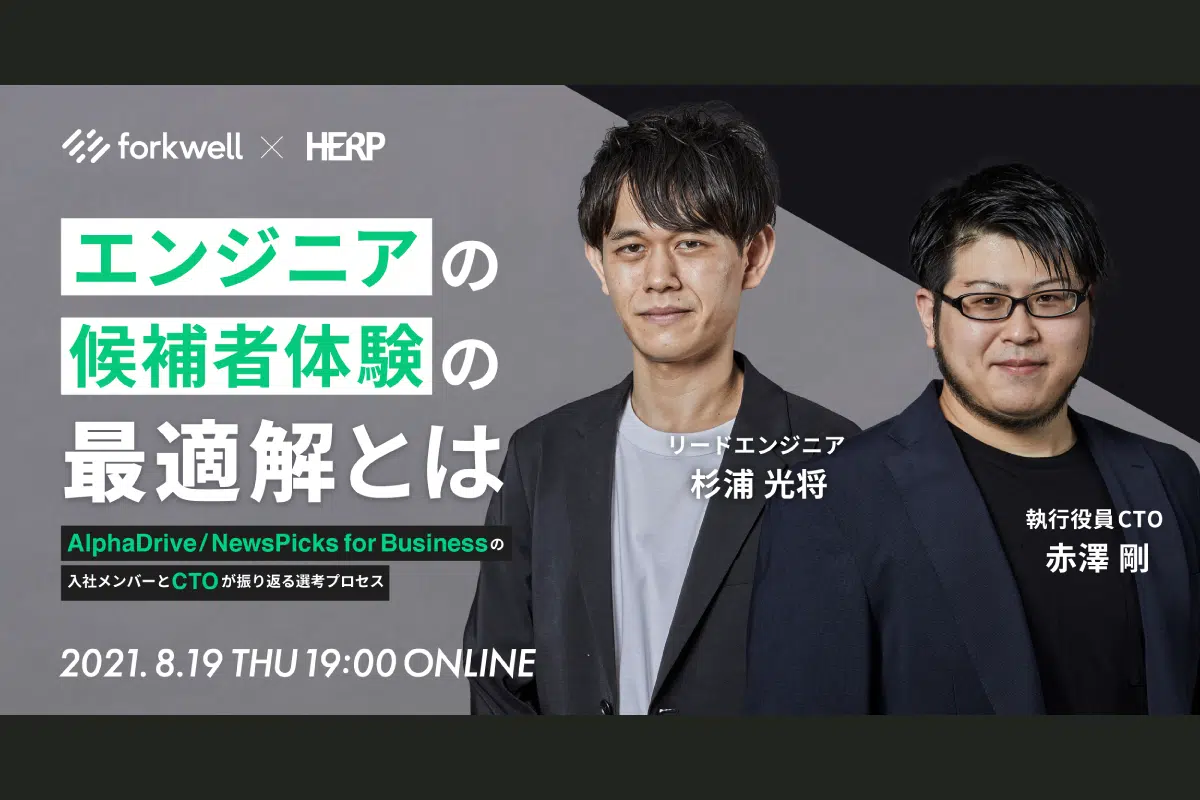 forkwell × HERP
エンジニアの
候補者体験の
最適解とは
AlphaDrive/NewsPicks for Businessの
入社メンバーとCTOが振り返る選考プロセス
2021. 8.19 THU 19:00 ONLINE
リードエンジニア
杉浦 光将
執行役員CTO
赤澤 剛